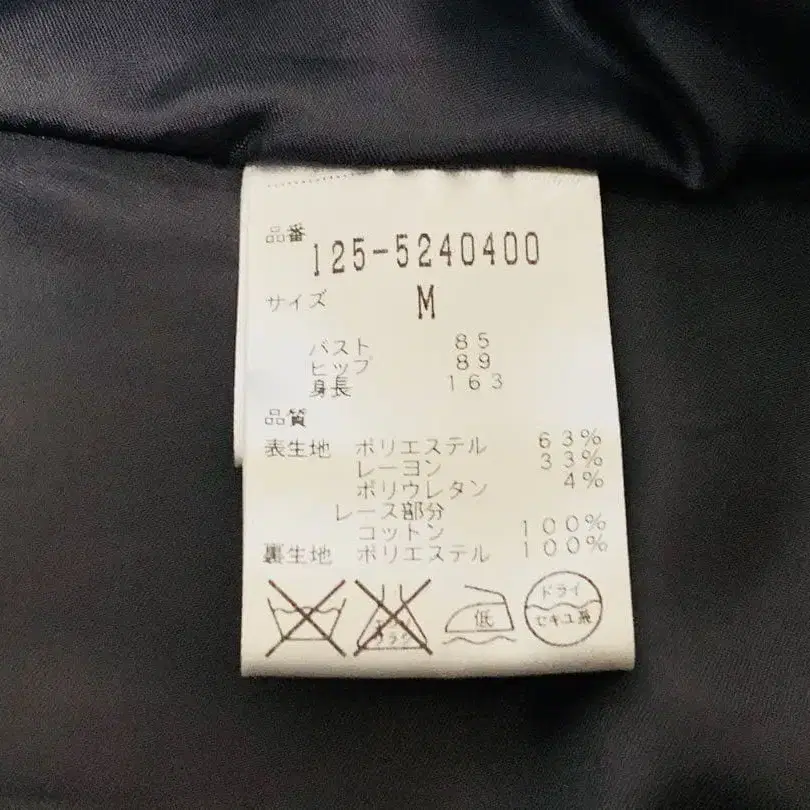 品番 125-5240400
サイズ M
バスト 85
ヒップ 89
身長 163
品質
表生地 ポリエステル 63%
レーヨン 33%
ポリウレタン 4%
レース部分
コットン 100%
裏生地 ポリエステル 100%
低
ドライ
セキユ系